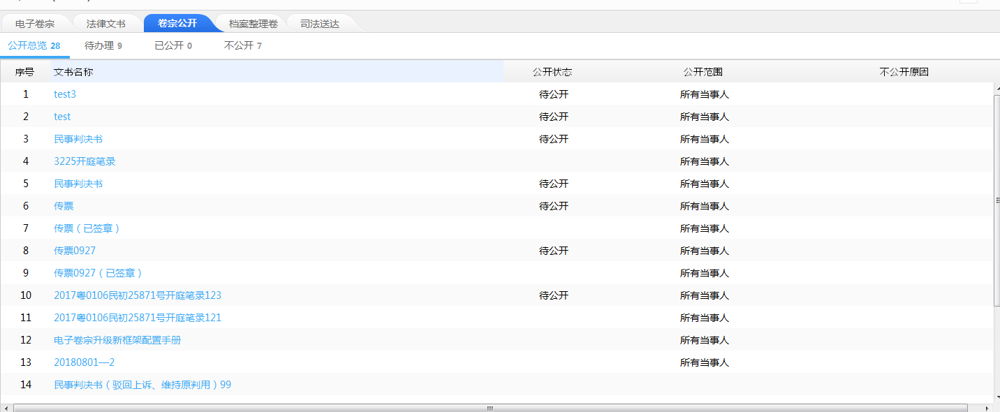 电子卷宗 法律文书 卷宗公开 档案整理卷 司法送达
公开总览 28 待办理 9 已公开 0 不公开 7
序号 文书名称 公开状态 公开范围 不公开原因
1 test3 待公开 所有当事人
2 test 待公开 所有当事人
3 民事判决书 待公开 所有当事人
4 3225开庭笔录 所有当事人
5 民事判决书 待公开 所有当事人
6 传票 待公开 所有当事人
7 传票（已签章） 所有当事人
8 传票0927 待公开 所有当事人
9 传票0927（已签章） 所有当事人
10 2017粤0106民初25871号开庭笔录123 待公开 所有当事人
11 2017粤0106民初25871号开庭笔录121 所有当事人
12 电子卷宗升级新框架配置手册 所有当事人
13 20180801—2 所有当事人
14 民事判决书（驳回上诉、维持原判用）99